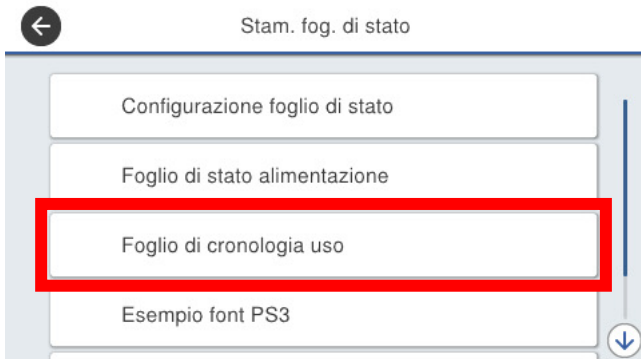 Stam. fog. di stato
Configurazione foglio di stato
Foglio di stato alimentazione
Foglio di cronologia uso
Esempio font PS3